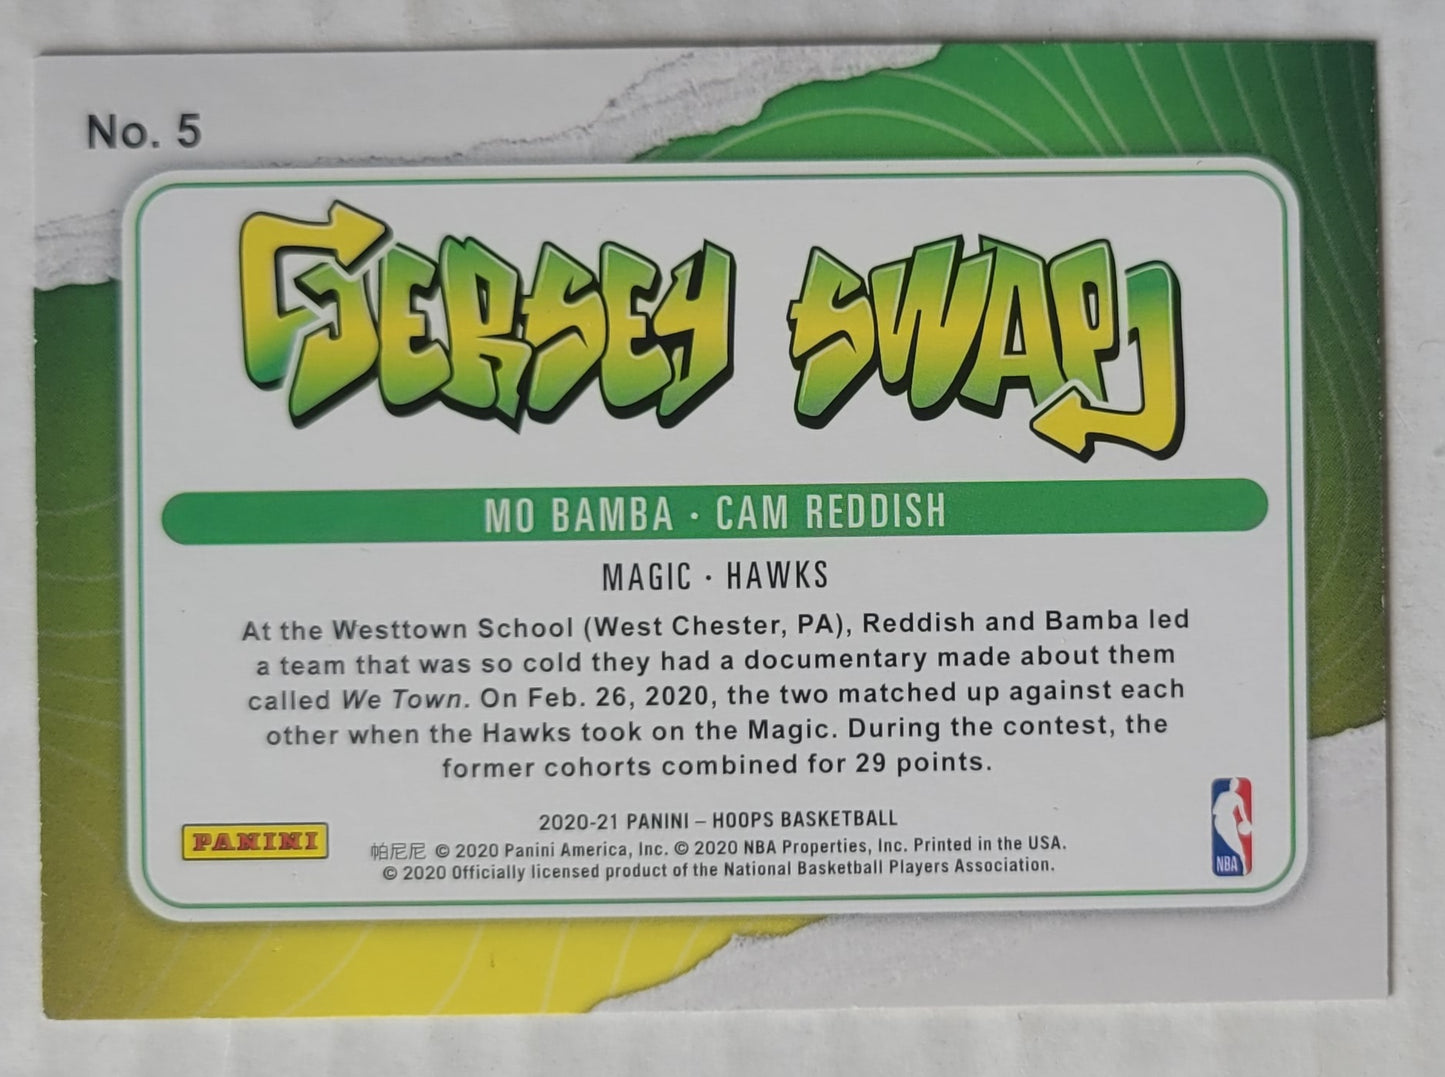 No. 5
JERSEY SWAP
MO BAMBA · CAM REDDISH
MAGIC · HAWKS
At the Westtown School (West Chester, PA), Reddish and Bamba led
a team that was so cold they had a documentary made about them
called We Town. On Feb. 26, 2020, the two matched up against each
other when the Hawks took on the Magic. During the contest, the
former cohorts combined for 29 points.
2020-21 PANINI – HOOPS BASKETBALL
PANINI
帕尼尼 © 2020 Panini America, Inc. © 2020 NBA Properties, Inc. Printed in the USA.
© 2020 Officially licensed product of the National Basketball Players Association.
NBA